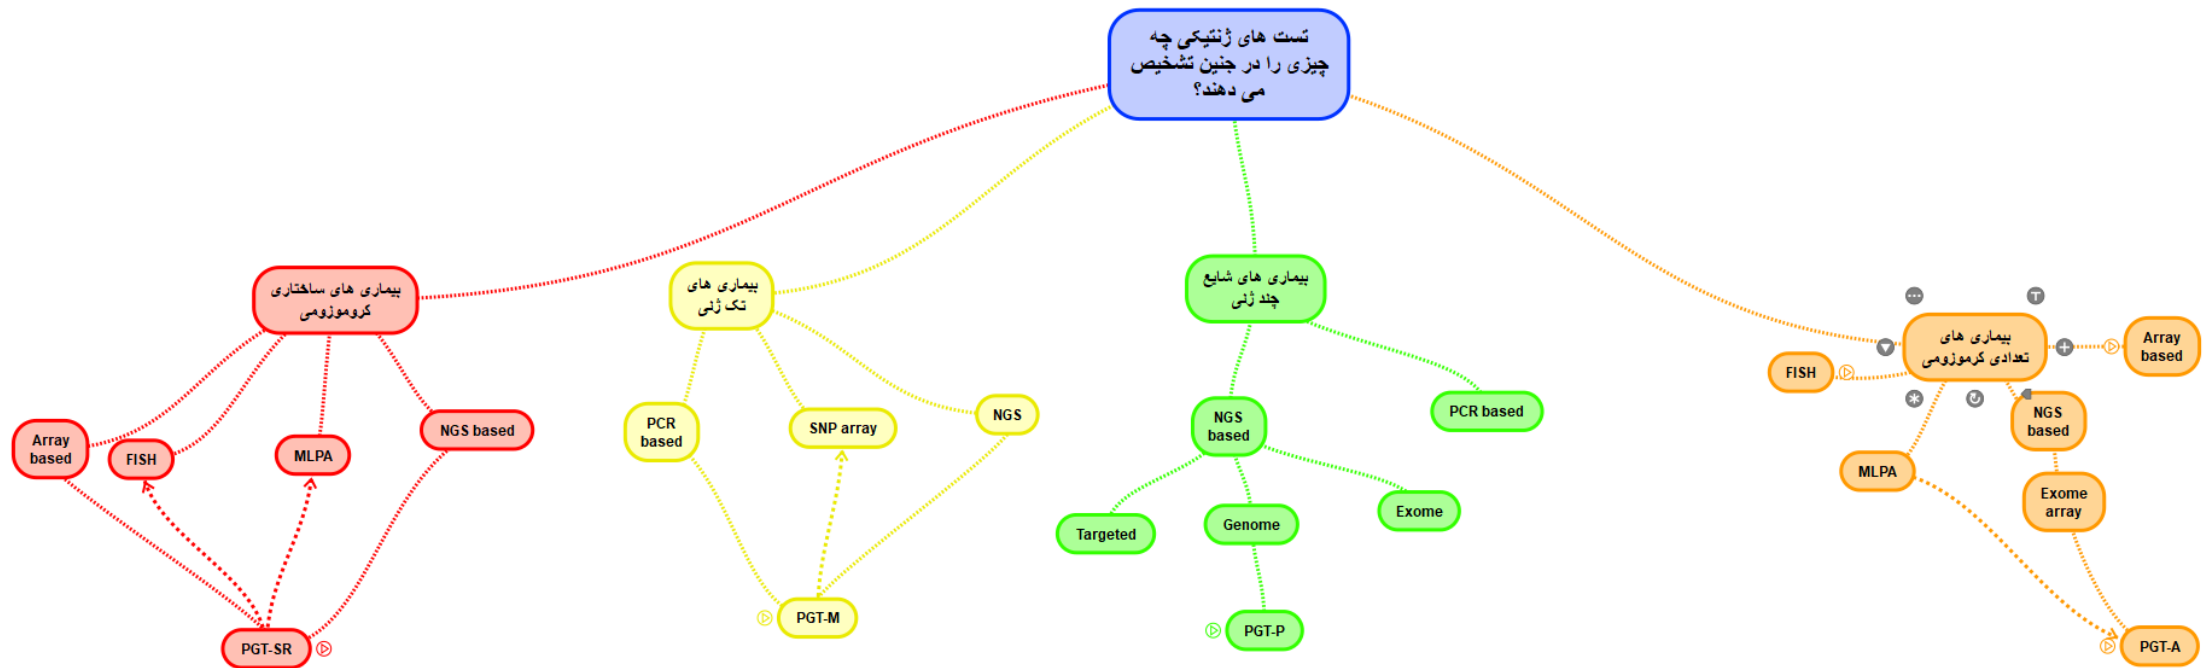 تست های ژنتیکی چه
چیزی را در جنین تشخیص
می دهند؟
بیماری های ساختاری
کروموزومی
Array
based
FISH
MLPA
NGS based
PGT-SR
بیماری های
تک ژنی
PCR
based
SNP array
NGS
PGT-M
بیماری های شایع
چند ژنی
NGS
based
PCR based
Targeted
Genome
Exome
PGT-P
بیماری های
تعدادی کرموزومی
FISH
Array
based
MLPA
NGS
based
Exome
array
PGT-A